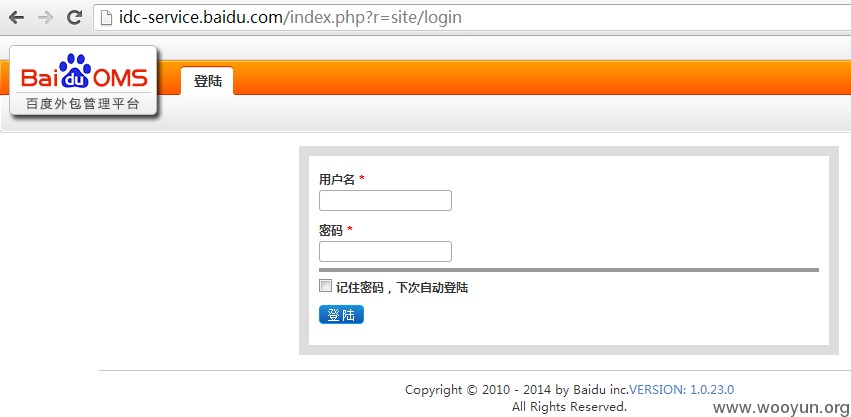 idc-service.baidu.com/index.php?r=site/login
Bai du OMS
百度外包管理平台
登陆
用户名 *
密码 *
记住密码，下次自动登陆
登陆
Copyright © 2010 - 2014 by Baidu inc.VERSION: 1.0.23.0
All Rights Reserved.
www.wooyun.org